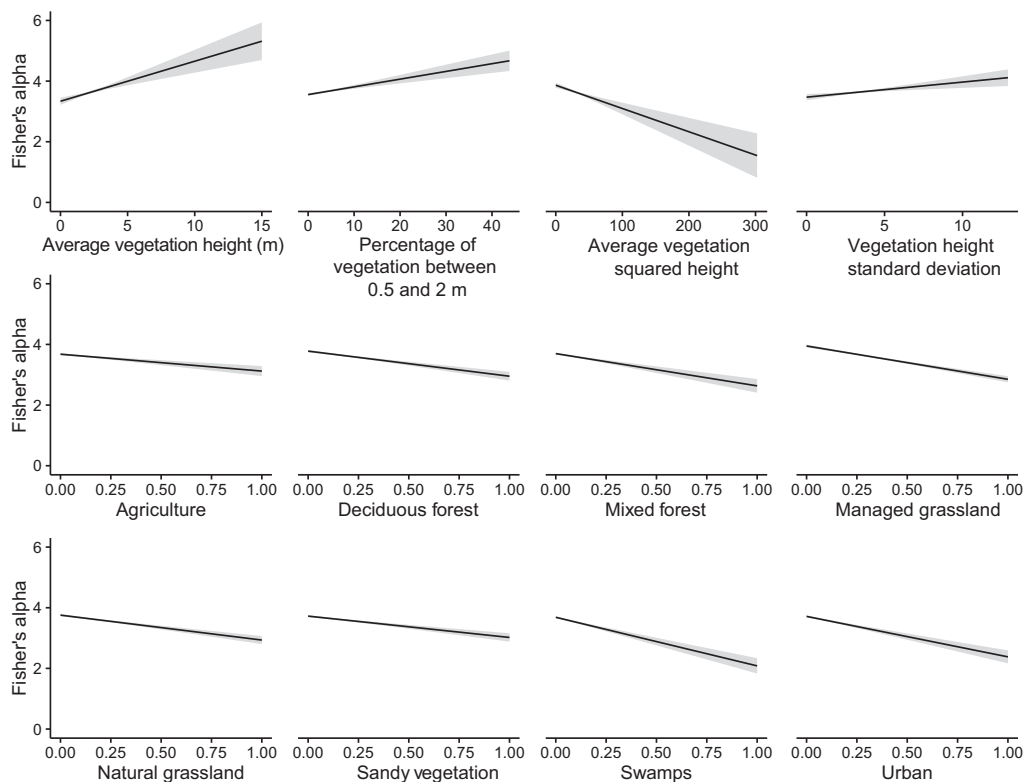 6
4
2
0
Fisher's alpha
0 5 10 15
Average vegetation height (m)
0 10 20 30 40
Percentage of
vegetation between
0.5 and 2 m
0 100 200 300
Average vegetation
squared height
0 5 10
Vegetation height
standard deviation
6
4
2
0
Fisher's alpha
0.00 0.25 0.50 0.75 1.00
Agriculture
0.00 0.25 0.50 0.75 1.00
Deciduous forest
0.00 0.25 0.50 0.75 1.00
Mixed forest
0.00 0.25 0.50 0.75 1.00
Managed grassland
6
4
2
0
Fisher's alpha
0.00 0.25 0.50 0.75 1.00
Natural grassland
0.00 0.25 0.50 0.75 1.00
Sandy vegetation
0.00 0.25 0.50 0.75 1.00
Swamps
0.00 0.25 0.50 0.75 1.00
Urban